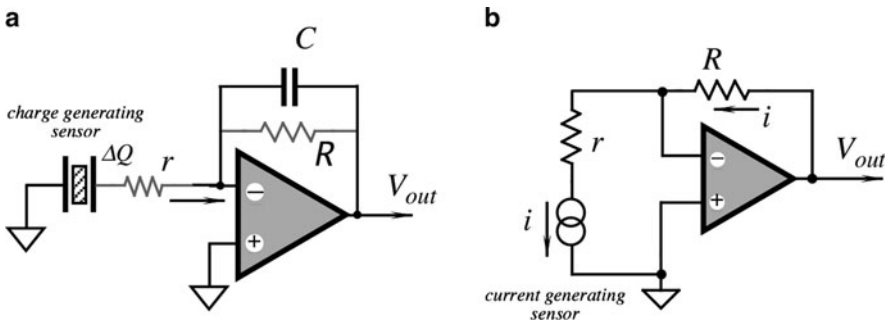 a
C
charge generating
sensor
ΔQ
r
R
V_out
−
+
b
R
i
r
V_out
−
+
i
current generating
sensor